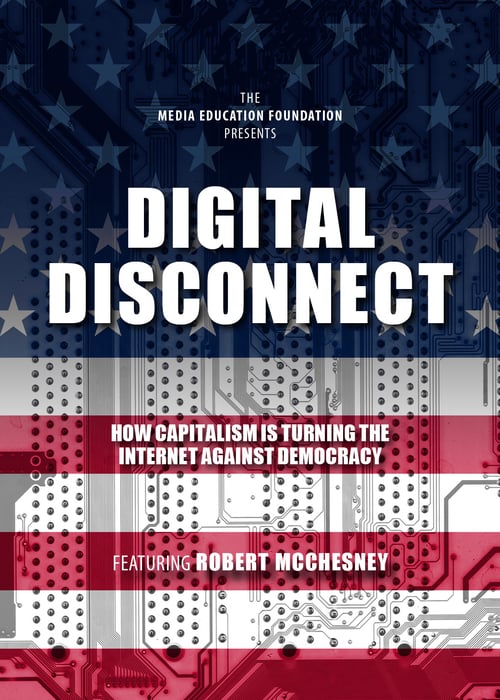 THE
MEDIA EDUCATION FOUNDATION
PRESENTS
DIGITAL
DISCONNECT
HOW CAPITALISM IS TURNING THE
INTERNET AGAINST DEMOCRACY
FEATURING ROBERT MCCHESNEY